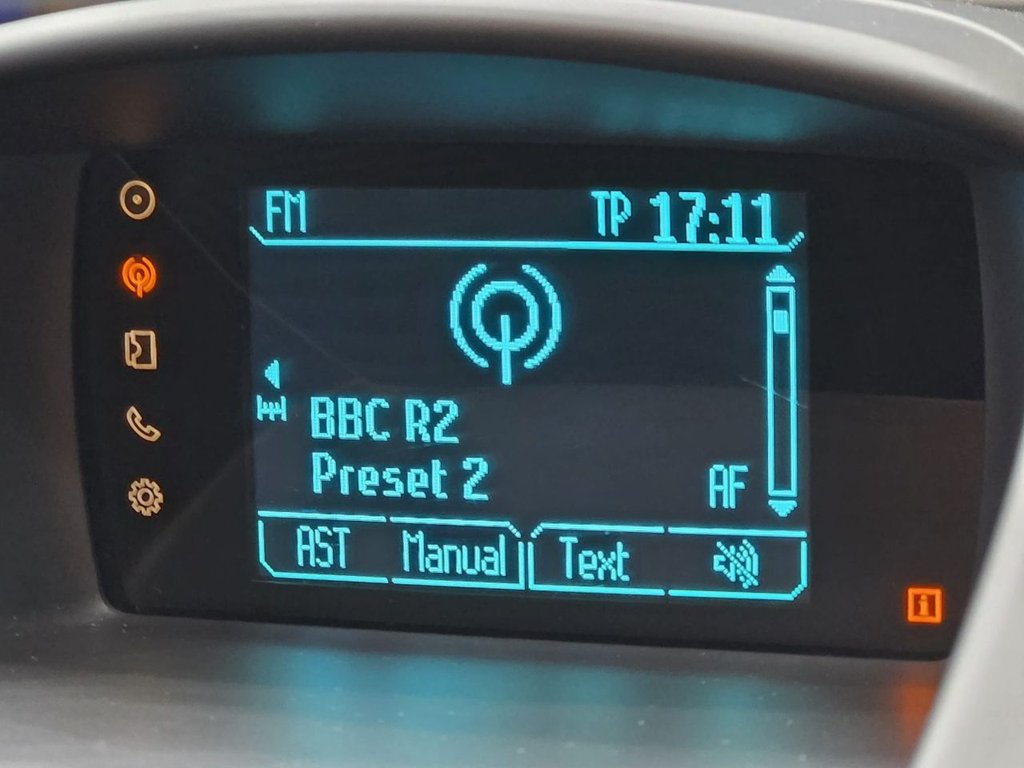 FM TP 17:11
BBC R2
Preset 2 AF
AST Manual Text
i